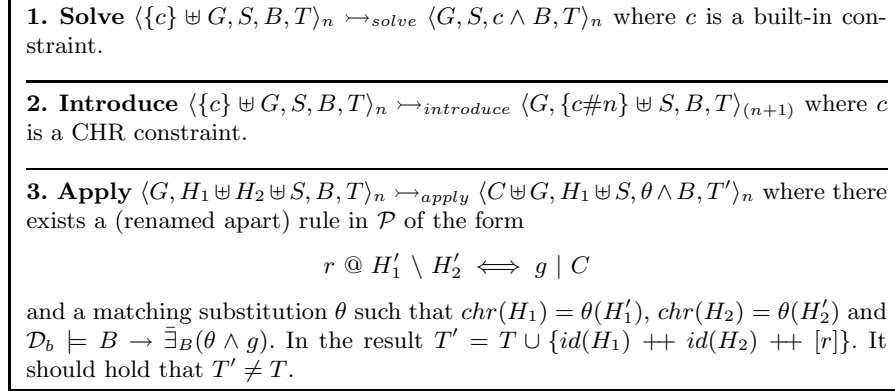 1. Solve ⟨{c} ⊎ G, S, B, T⟩ₙ ↣solve ⟨G, S, c ∧ B, T⟩ₙ where c is a built-in con-
straint.
2. Introduce ⟨{c} ⊎ G, S, B, T⟩ₙ ↣introduce ⟨G, {c#n} ⊎ S, B, T⟩₍ₙ₊₁₎ where c
is a CHR constraint.
3. Apply ⟨G, H₁ ⊎ H₂ ⊎ S, B, T⟩ₙ ↣apply ⟨C ⊎ G, H₁ ⊎ S, θ ∧ B, T′⟩ₙ where there
exists a (renamed apart) rule in 𝒫 of the form
r @ H′₁ \ H′₂ ⟺ g | C
and a matching substitution θ such that chr(H₁) = θ(H′₁), chr(H₂) = θ(H′₂) and
𝒟b ⊨ B → ∃̄B(θ ∧ g). In the result T′ = T ∪ {id(H₁) ++ id(H₂) ++ [r]}. It
should hold that T′ ≠ T.